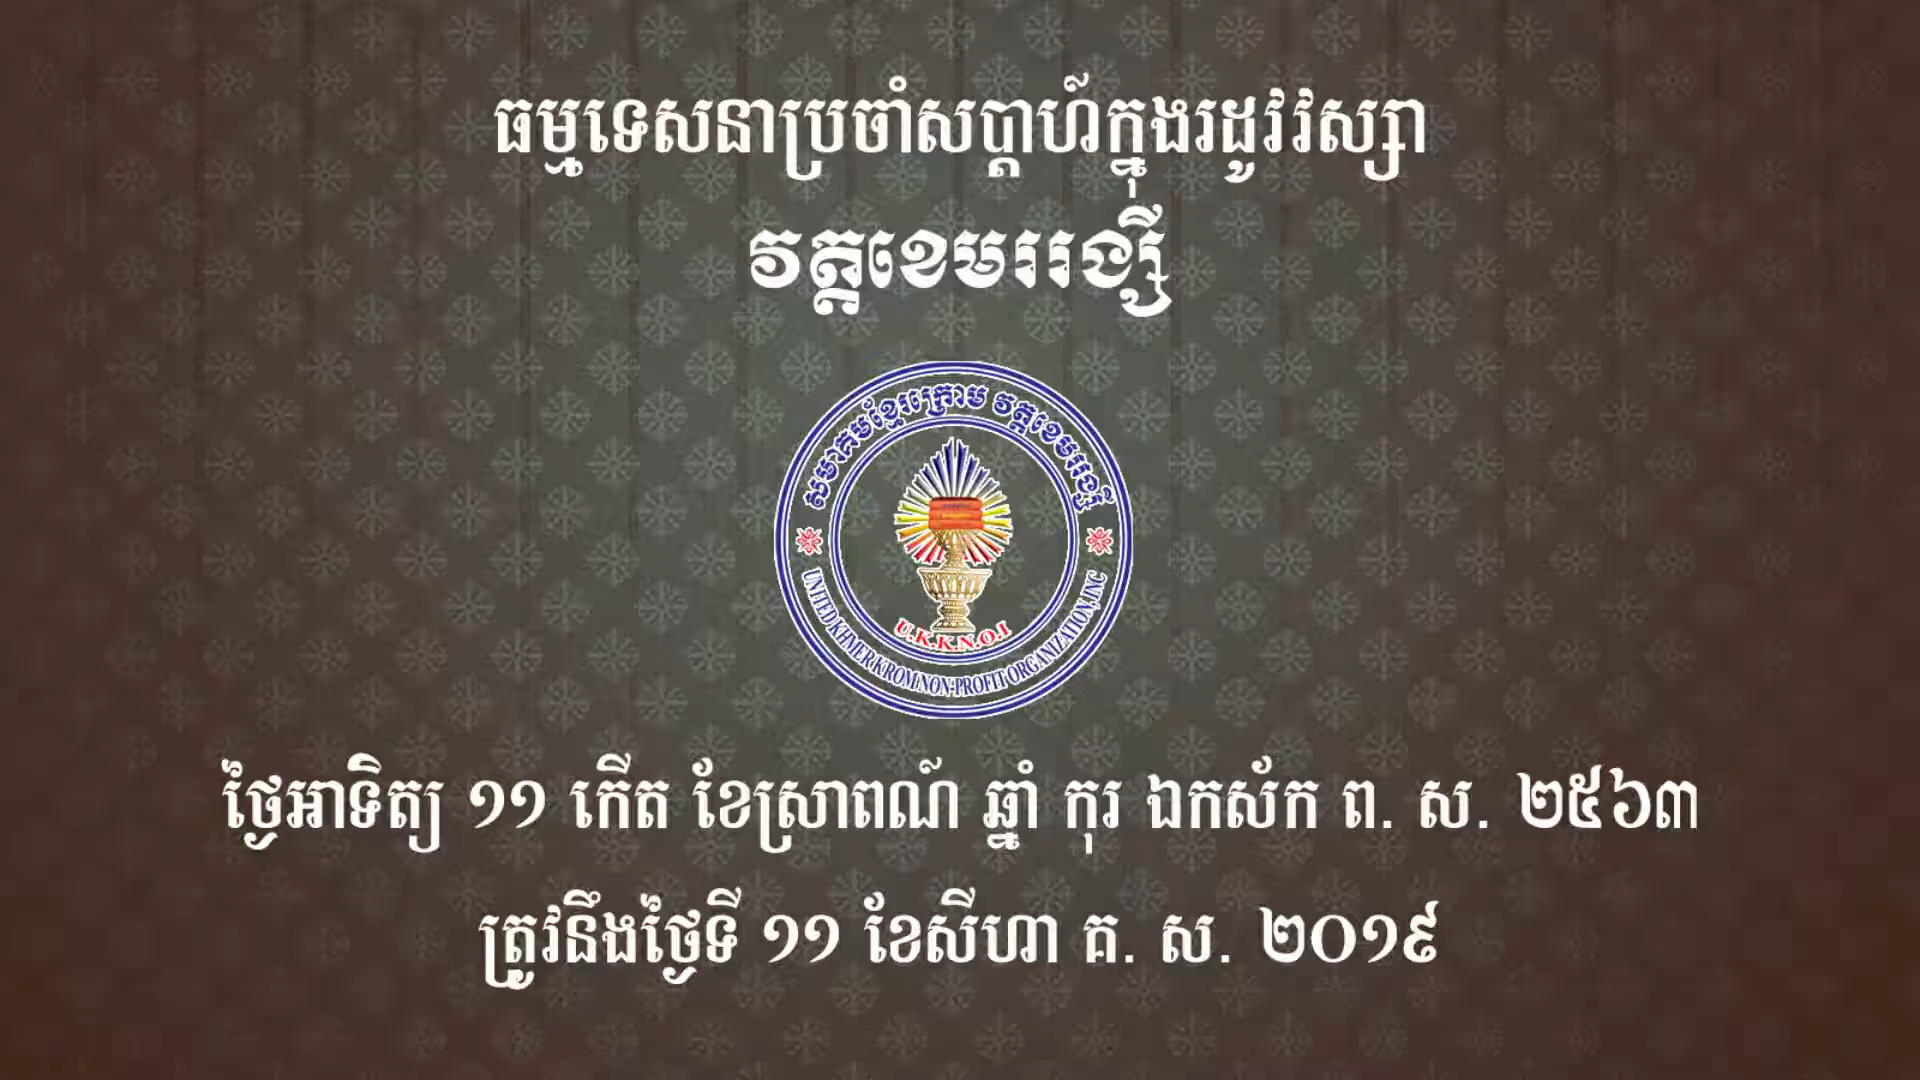 ធម្មទេសនាប្រចាំសប្តាហ៍ក្នុងរដូវវស្សា
វត្តខេមររង្សី
សមាគមខ្មែរក្រោម វត្តខេមររង្សី
U.K.K.N.O.I
UNITED KHMER KROM NON-PROFIT ORGANIZATION, INC
ថ្ងៃអាទិត្យ ១១ កើត ខែស្រាពណ៍ ឆ្នាំ កុរ ឯកស័ក ព. ស. ២៥៦៣
ត្រូវនឹងថ្ងៃទី ១១ ខែសីហា គ. ស. ២០១៩